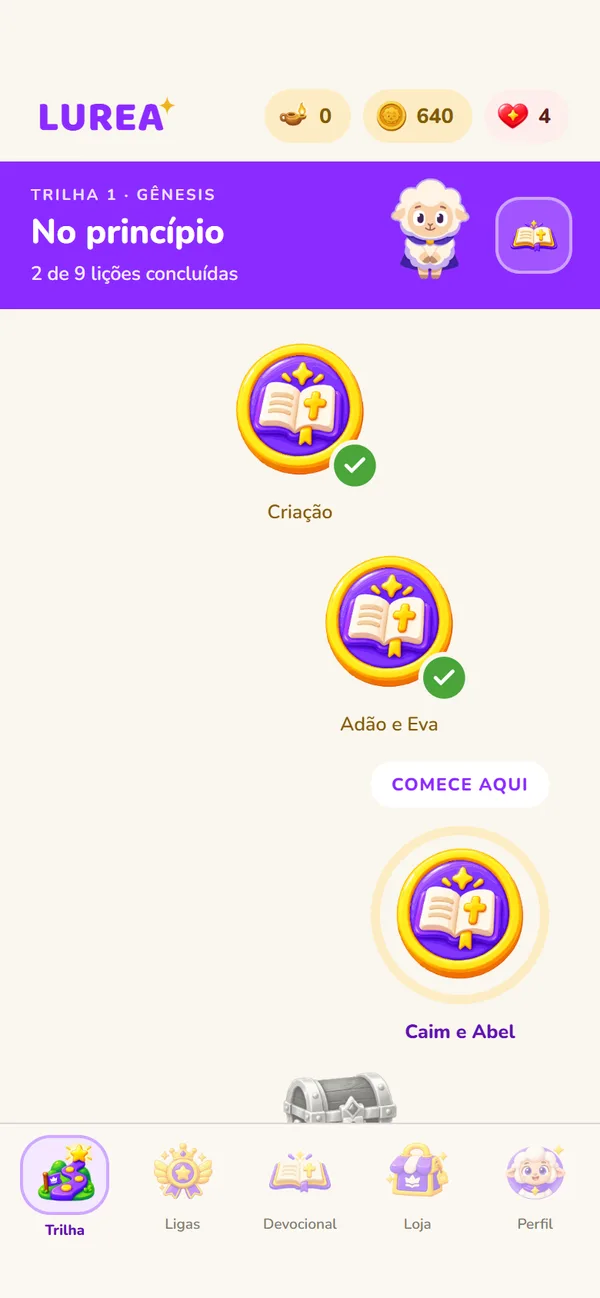 LUREA
0
640
4
TRILHA 1 · GÊNESIS
No princípio
2 de 9 lições concluídas
Criação
Adão e Eva
COMECE AQUI
Caim e Abel
Trilha
Ligas
Devocional
Loja
Perfil